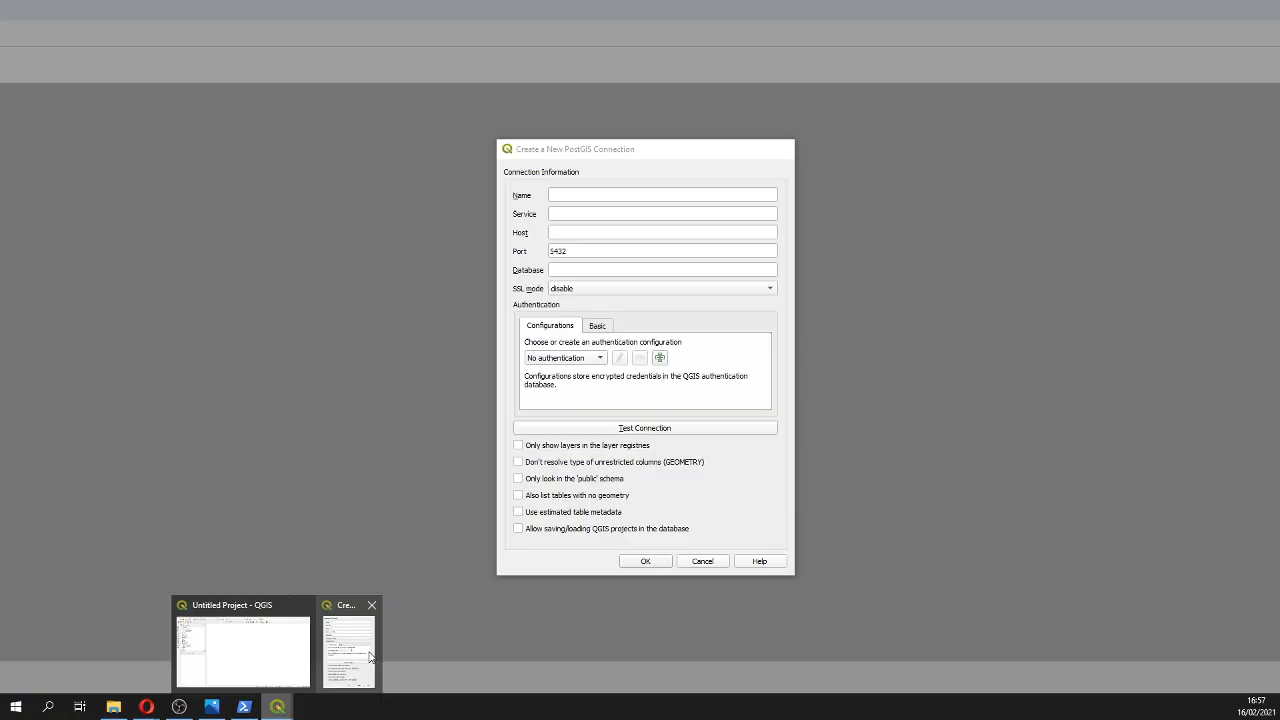 Create a New PostGIS Connection
Connection Information
Name
Service
Host
Port 5432
Database
SSL mode disable
Authentication
Configurations Basic
Choose or create an authentication configuration
No authentication
Configurations store encrypted credentials in the QGIS authentication
database.
Test Connection
Only show layers in the layer registries
Don't resolve type of unrestricted columns (GEOMETRY)
Only look in the 'public' schema
Also list tables with no geometry
Use estimated table metadata
Allow saving/loading QGIS projects in the database
OK Cancel Help
Untitled Project - QGIS Cre...
16:57
16/02/2021